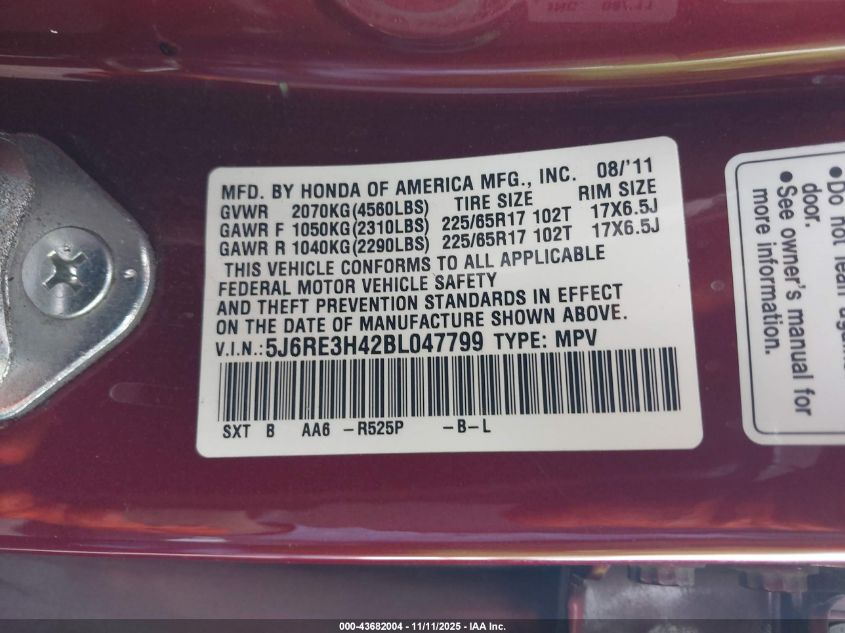 MFD. BY HONDA OF AMERICA MFG., INC. 08/'11
GVWR 2070KG(4560LBS) TIRE SIZE RIM SIZE
GAWR F 1050KG(2310LBS) 225/65R17 102T 17X6.5J
GAWR R 1040KG(2290LBS) 225/65R17 102T 17X6.5J
THIS VEHICLE CONFORMS TO ALL APPLICABLE
FEDERAL MOTOR VEHICLE SAFETY
AND THEFT PREVENTION STANDARDS IN EFFECT
ON THE DATE OF MANUFACTURE SHOWN ABOVE.
V.I.N.:5J6RE3H42BL047799 TYPE: MPV
SXT B AA6 -R525P -B-L
●Do not lean
door.
●See owner's manual for
more information.
000-43682004 - 11/11/2025 - IAA Inc.